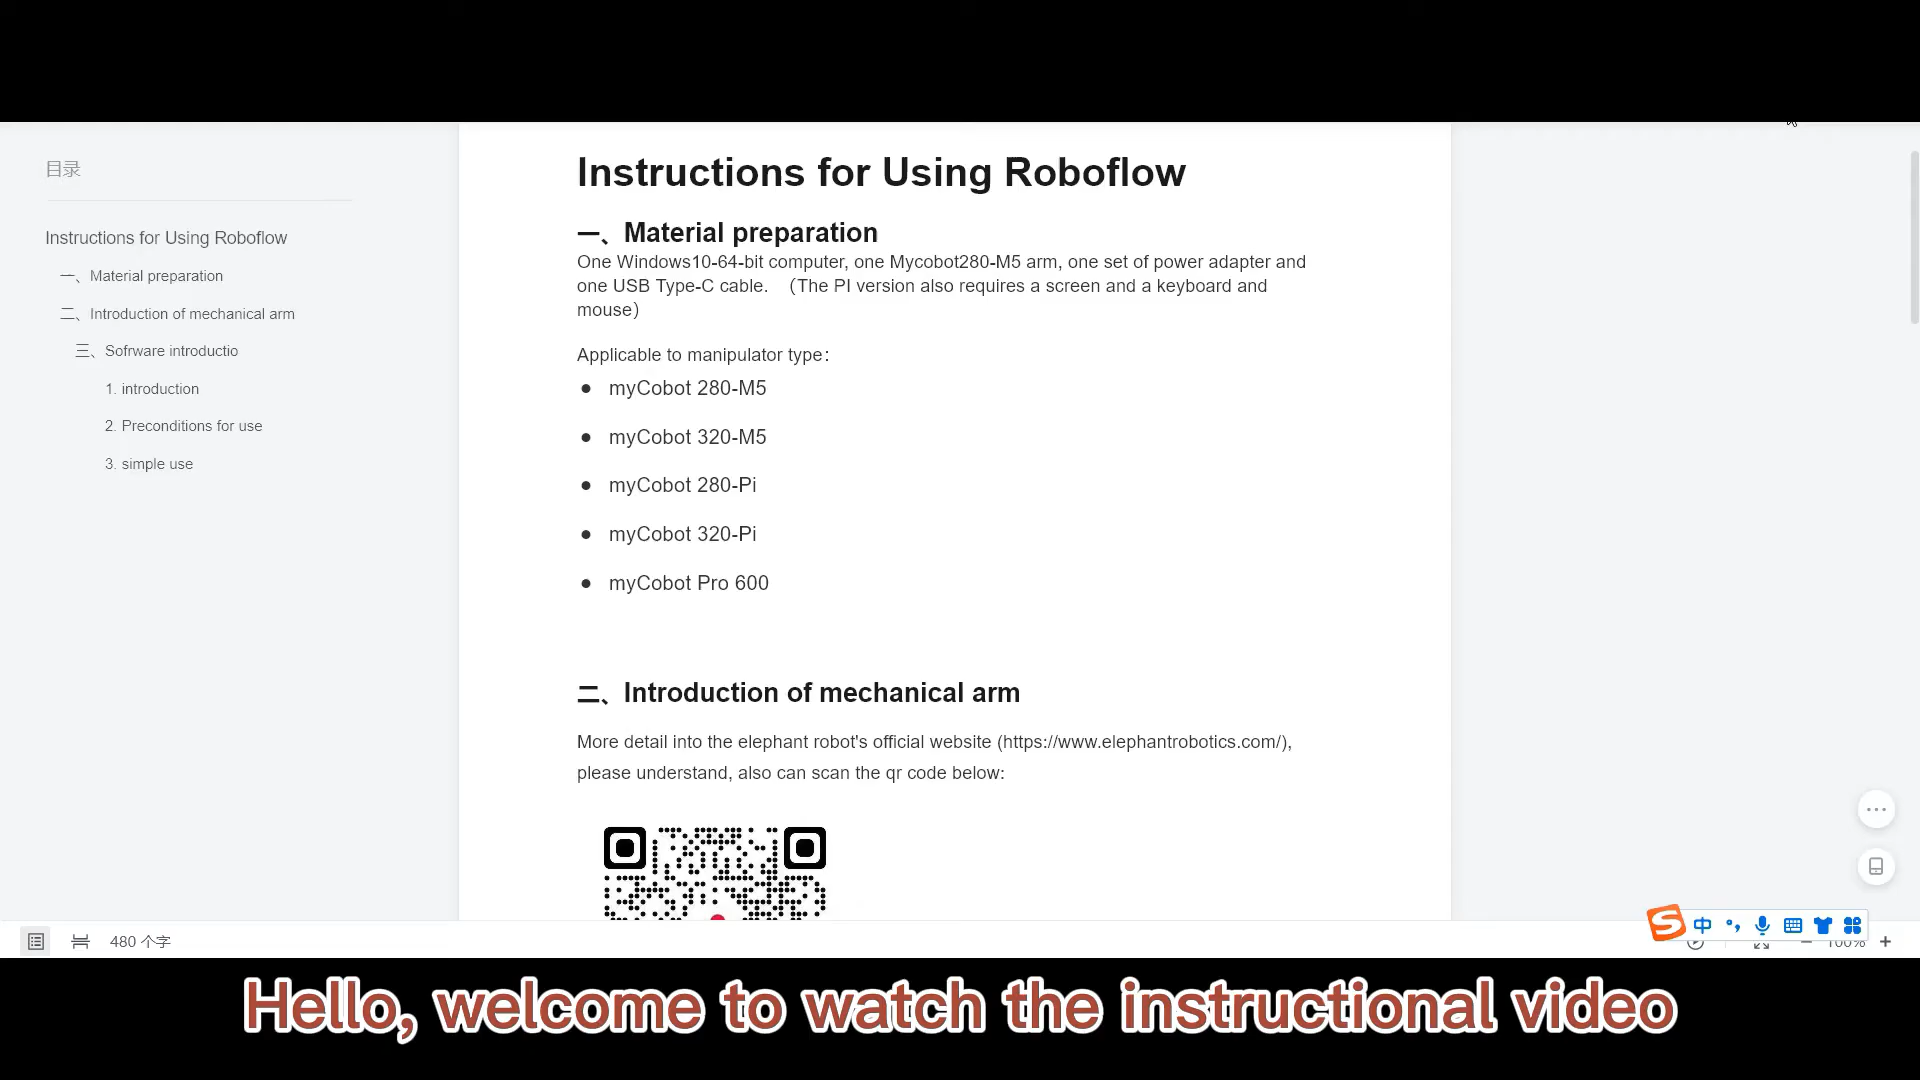 目录
Instructions for Using Roboflow
一、Material preparation
二、Introduction of mechanical arm
三、Sofrware introductio
1. introduction
2. Preconditions for use
3. simple use
Instructions for Using Roboflow
一、Material preparation
One Windows10-64-bit computer, one Mycobot280-M5 arm, one set of power adapter and
one USB Type-C cable. （The PI version also requires a screen and a keyboard and
mouse）
Applicable to manipulator type：
● myCobot 280-M5
● myCobot 320-M5
● myCobot 280-Pi
● myCobot 320-Pi
● myCobot Pro 600
二、Introduction of mechanical arm
More detail into the elephant robot's official website (https://www.elephantrobotics.com/),
please understand, also can scan the qr code below:
480 个字
S 中
100%
Hello, welcome to watch the instructional video